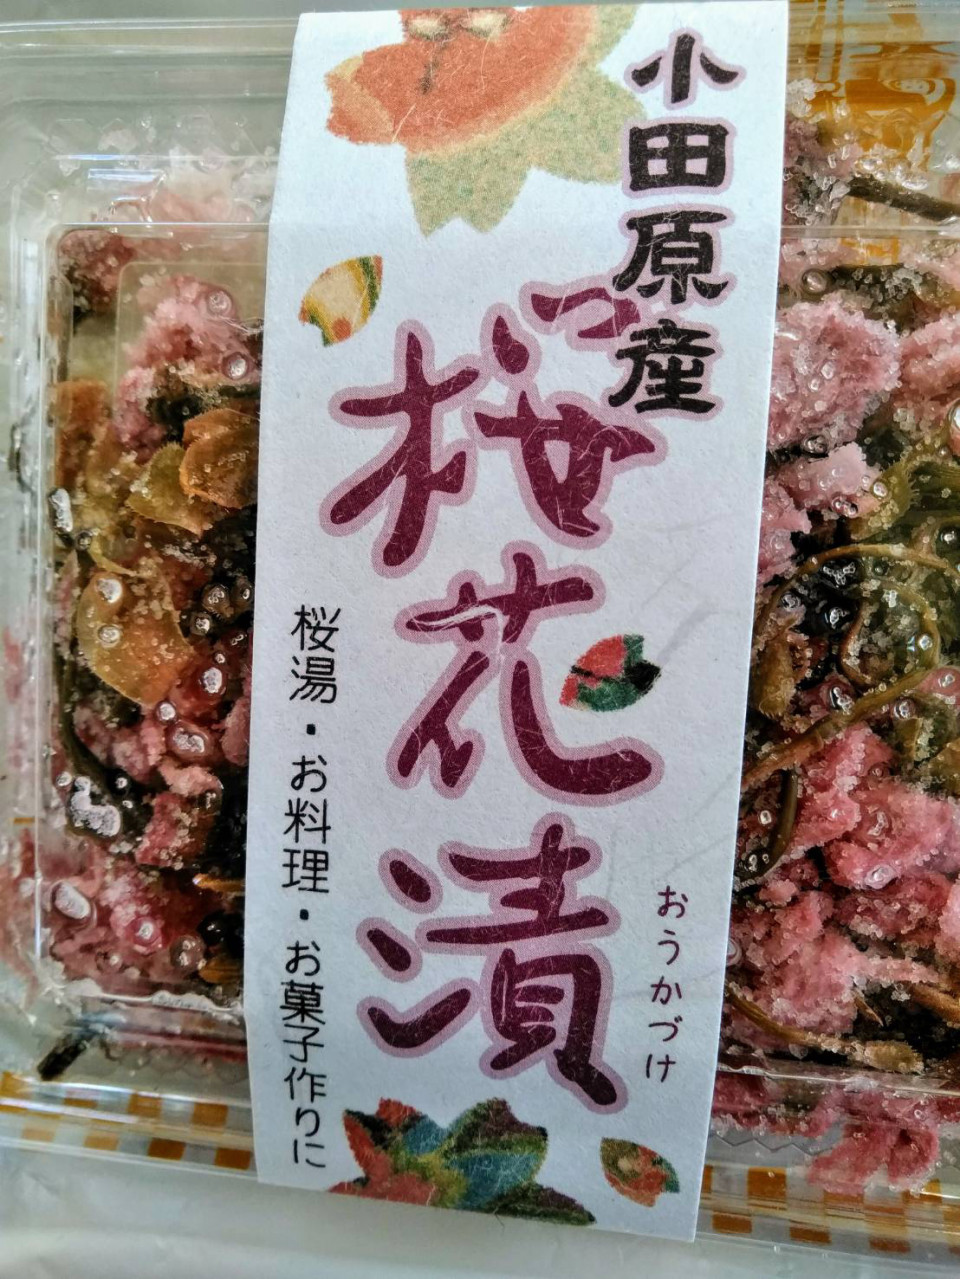 小田原産
桜花漬
おうかづけ
桜湯・お料理・お菓子作りに